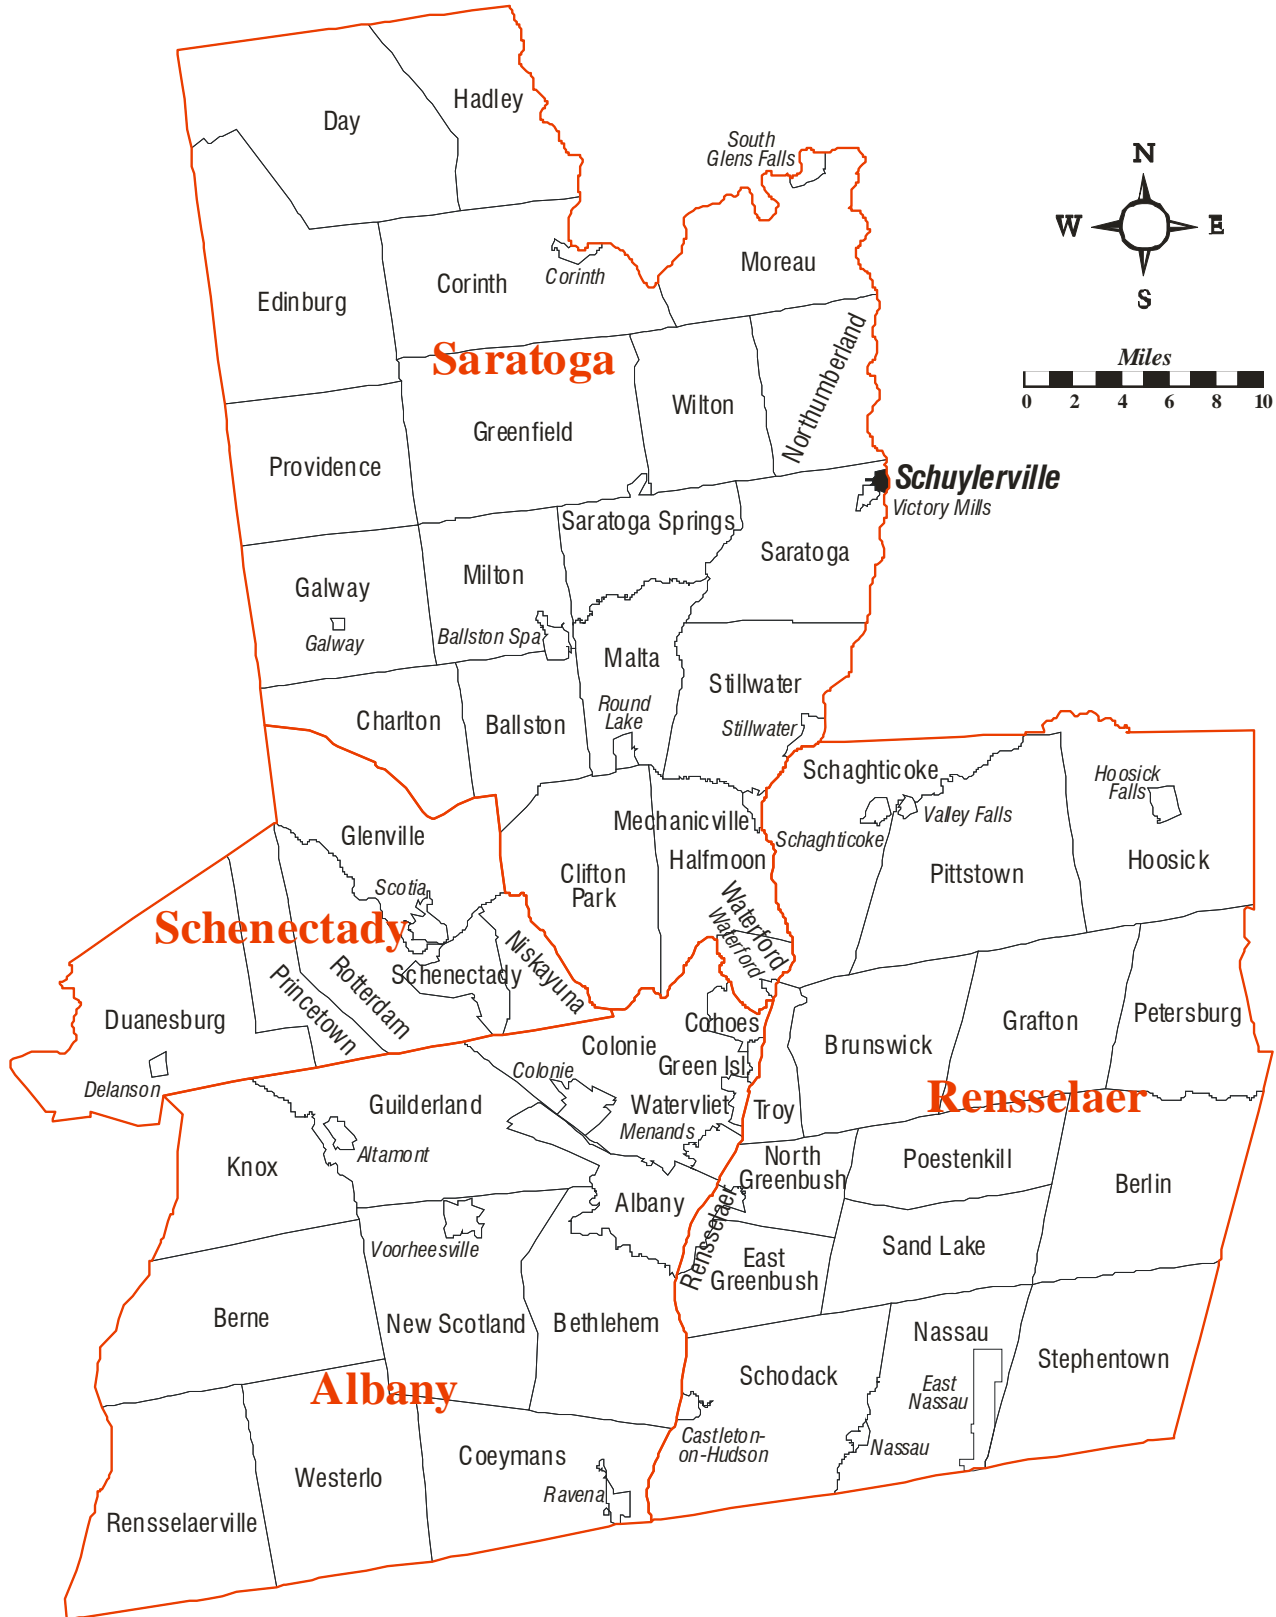 Hadley
Day
South
Glens Falls
N
W
E
S
Moreau
Corinth
Corinth
Edinburg
Miles
0 2 4 6 8 10
Saratoga
Northumberland
Wilton
Greenfield
Providence
Schuylerville
Victory Mills
Saratoga Springs
Saratoga
Milton
Galway
Galway
Ballston Spa
Malta
Stillwater
Round
Lake
Stillwater
Charlton
Ballston
Schaghticoke
Hoosick
Falls
Valley Falls
Mechanicville
Schaghticoke
Glenville
Halfmoon
Hoosick
Clifton
Park
Pittstown
Scotia
Waterford
Waterford
Schenectady
Niskayuna
Schenectady
Rotterdam
Princetown
Duanesburg
Cohoes
Petersburg
Grafton
Colonie
Brunswick
Green Isl
Colonie
Delanson
Rensselaer
Guilderland
Watervliet
Troy
Menands
Altamont
Knox
North
Greenbush
Poestenkill
Berlin
Albany
Rensselaer
Voorheesville
Sand Lake
East
Greenbush
Berne
New Scotland
Bethlehem
Nassau
Stephentown
Schodack
Albany
East
Nassau
Castleton-
on-Hudson
Nassau
Coeymans
Westerlo
Ravena
Rensselaerville